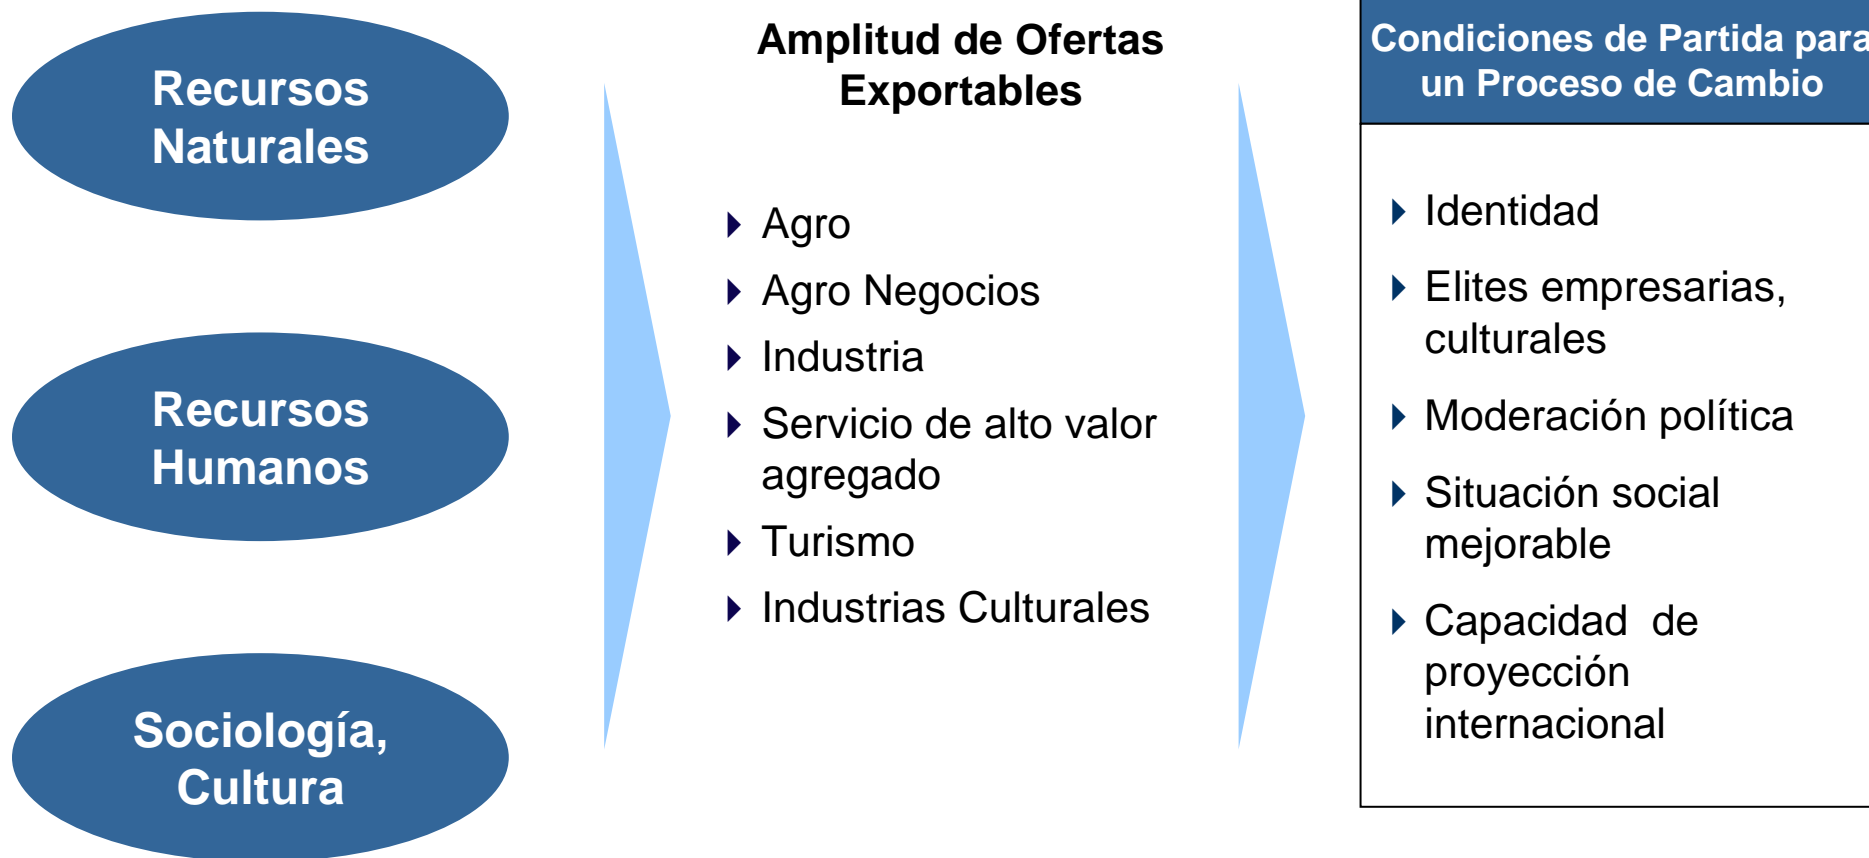 Recursos
Naturales
Recursos
Humanos
Sociología,
Cultura
Amplitud de Ofertas
Exportables
Agro
Agro Negocios
Industria
Servicio de alto valor
agregado
Turismo
Industrias Culturales
Condiciones de Partida para
un Proceso de Cambio
Identidad
Elites empresarias,
culturales
Moderación política
Situación social
mejorable
Capacidad de
proyección
internacional